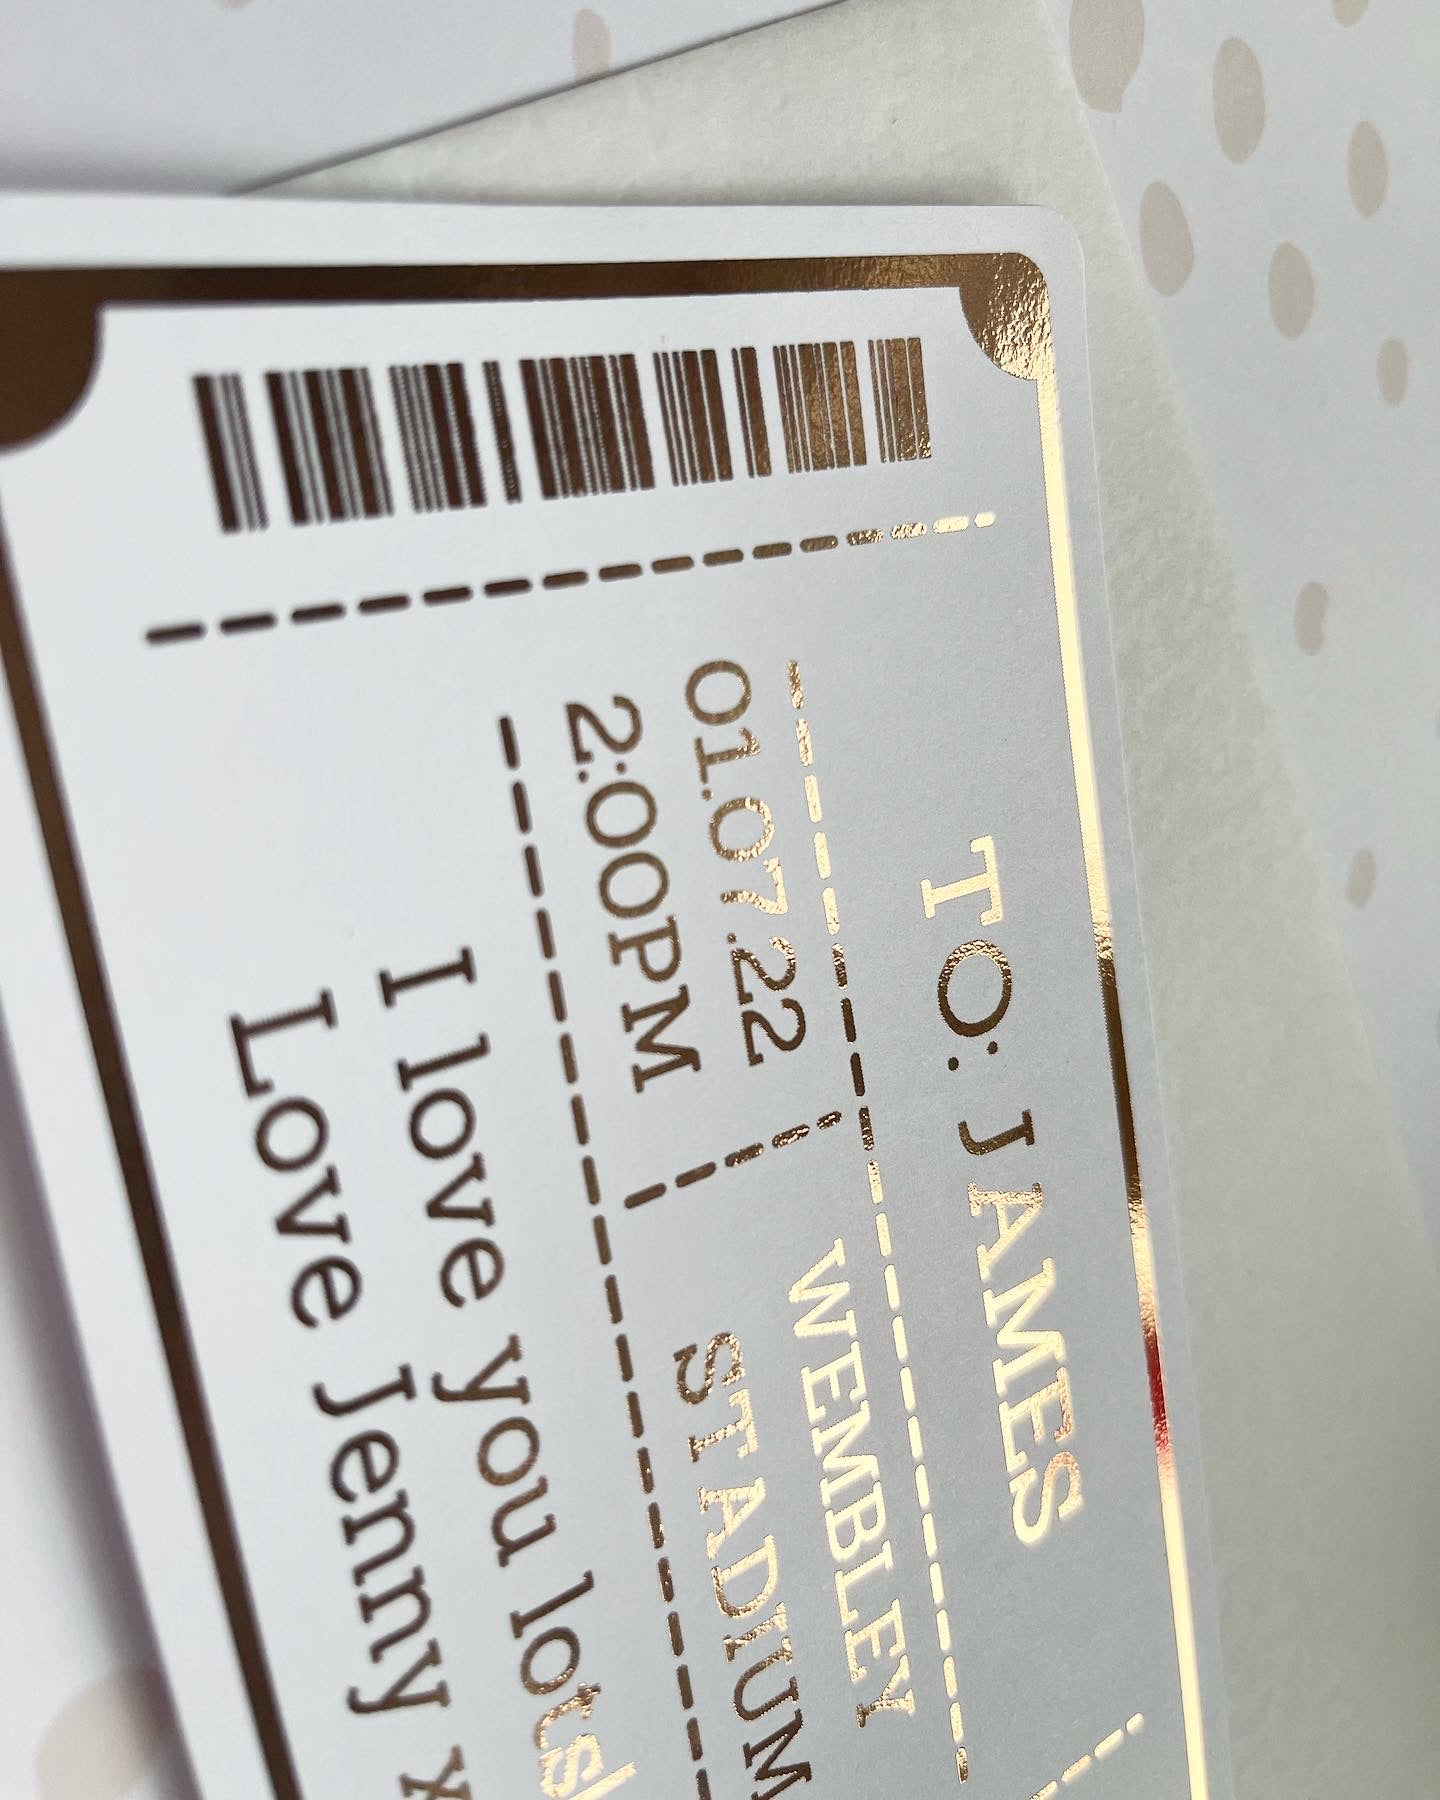 TO: JAMES
01.07.22
2:00PM
WEMBLEY
STADIUM
I love you lots!
Love Jenny x